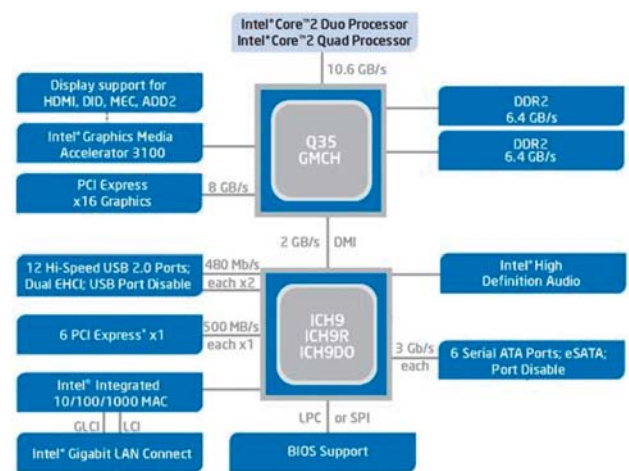 Intel® Core™2 Duo Processor
Intel® Core™2 Quad Processor
10.6 GB/s
Display support for
HDMI, DID, MEC, ADD2
Intel® Graphics Media
Accelerator 3100
PCI Express
x16 Graphics
8 GB/s
Q35
GMCH
DDR2
6.4 GB/s
DDR2
6.4 GB/s
2 GB/s DMI
12 Hi-Speed USB 2.0 Ports;
Dual EHCI; USB Port Disable
480 Mb/s
each x2
6 PCI Express* x1
500 MB/s
each x1
Intel® Integrated
10/100/1000 MAC
GLCI LCI
Intel® Gigabit LAN Connect
ICH9
ICH9R
ICH9DO
Intel® High
Definition Audio
3 Gb/s
each
6 Serial ATA Ports; eSATA;
Port Disable
LPC or SPI
BIOS Support